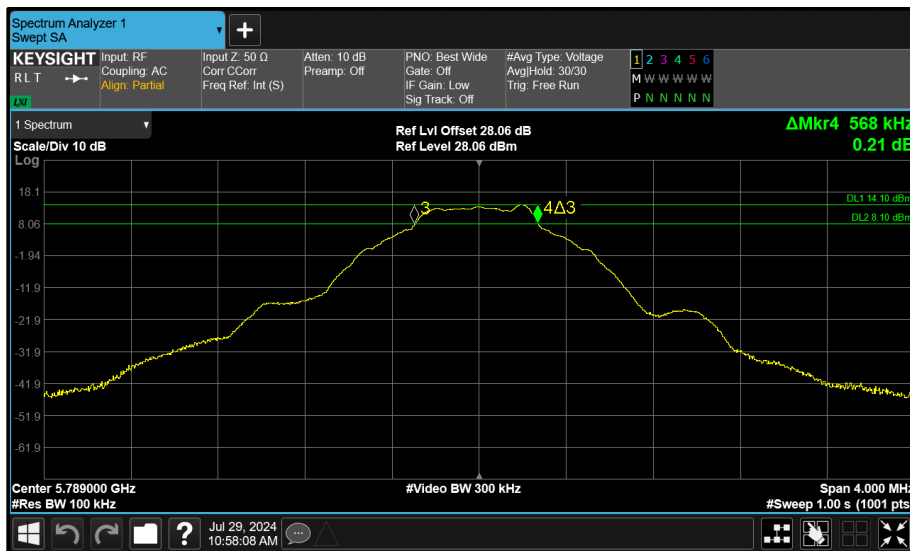 Spectrum Analyzer 1
Swept SA
KEYSIGHT
R L T
LXI
Input: RF
Coupling: AC
Align: Partial
Input Z: 50 Ω
Corr CCorr
Freq Ref: Int (S)
Atten: 10 dB
Preamp: Off
PNO: Best Wide
Gate: Off
IF Gain: Low
Sig Track: Off
#Avg Type: Voltage
Avg|Hold: 30/30
Trig: Free Run
1 2 3 4 5 6
M W W W W W
P N N N N N
1 Spectrum
Scale/Div 10 dB
Log
Ref Lvl Offset 28.06 dB
Ref Level 28.06 dBm
ΔMkr4 568 kHz
0.21 dB
18.1
8.06
-1.94
-11.9
-21.9
-31.9
-41.9
-51.9
-61.9
3
4Δ3
DL1 14.10 dBm
DL2 8.10 dBm
Center 5.789000 GHz
#Video BW 300 kHz
Span 4.000 MHz
#Res BW 100 kHz
#Sweep 1.00 s (1001 pts
Jul 29, 2024
10:58:08 AM